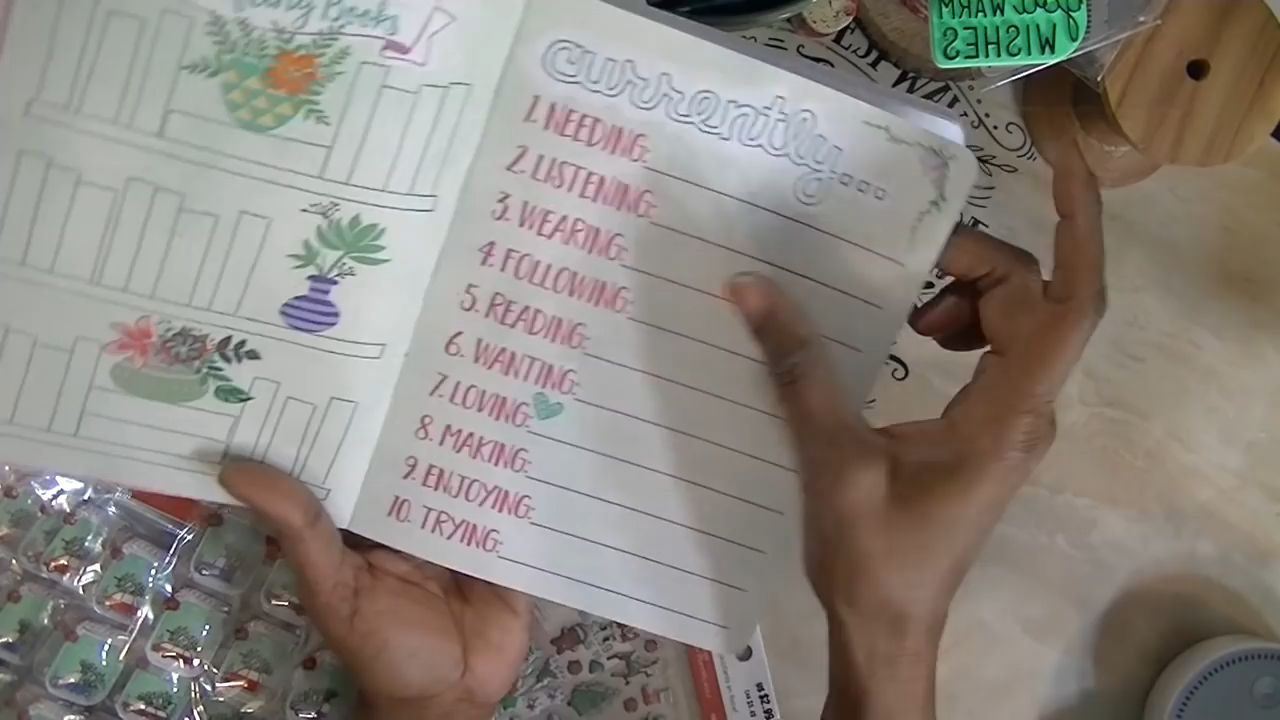 Books
currently...
1. NEEDING:
2. LISTENING:
3. WEARING:
4. FOLLOWING:
5. READING:
6. WANTING:
7. LOVING:
8. MAKING:
9. ENJOYING:
10. TRYING:
WARM
WISHES